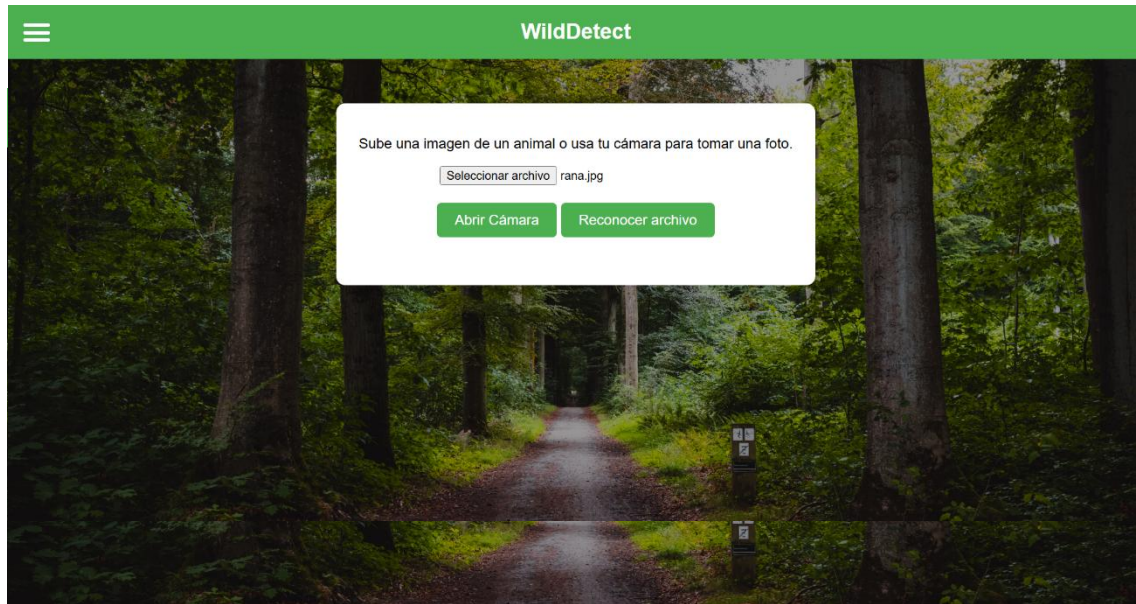 WildDetect
Sube una imagen de un animal o usa tu cámara para tomar una foto.
Seleccionar archivo rana.jpg
Abrir Cámara Reconocer archivo